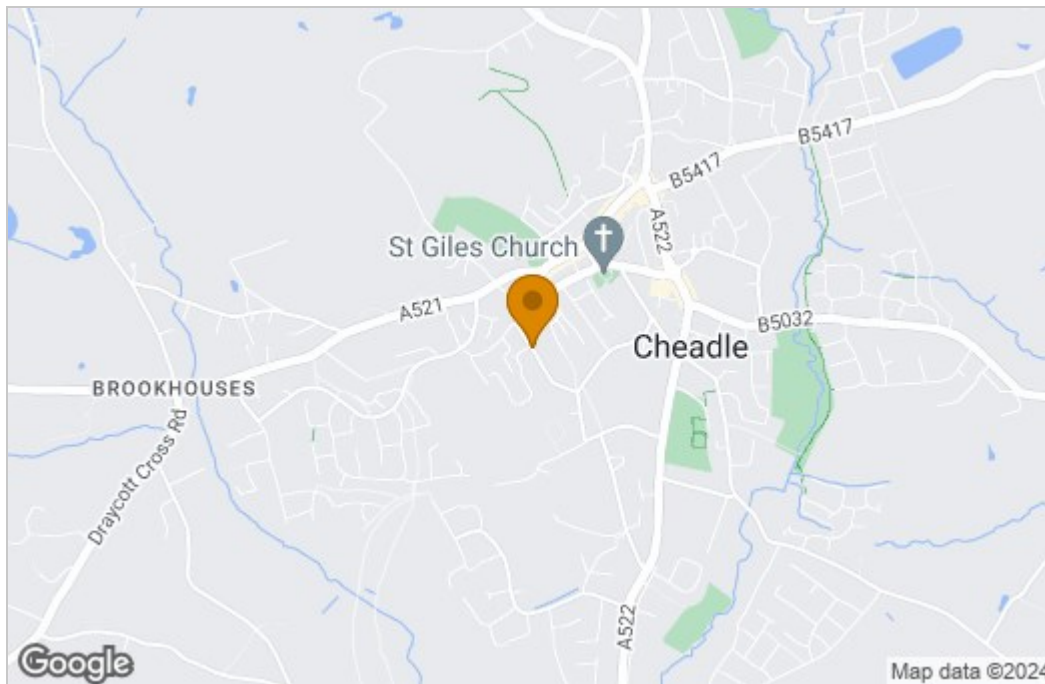 B5417
B5417
A522
St Giles Church
A521
B5032
Cheadle
BROOKHOUSES
Draycott Cross Rd
A522
Google
Map data ©2024